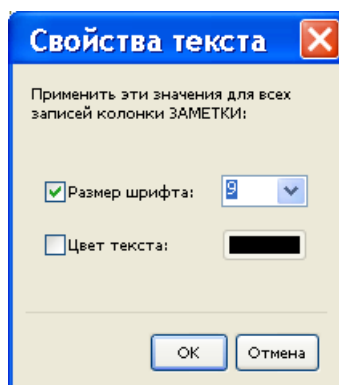 Свойства текста
Применить эти значения для всех
записей колонки ЗАМЕТКИ:
Размер шрифта: 9
Цвет текста:
OK Отмена